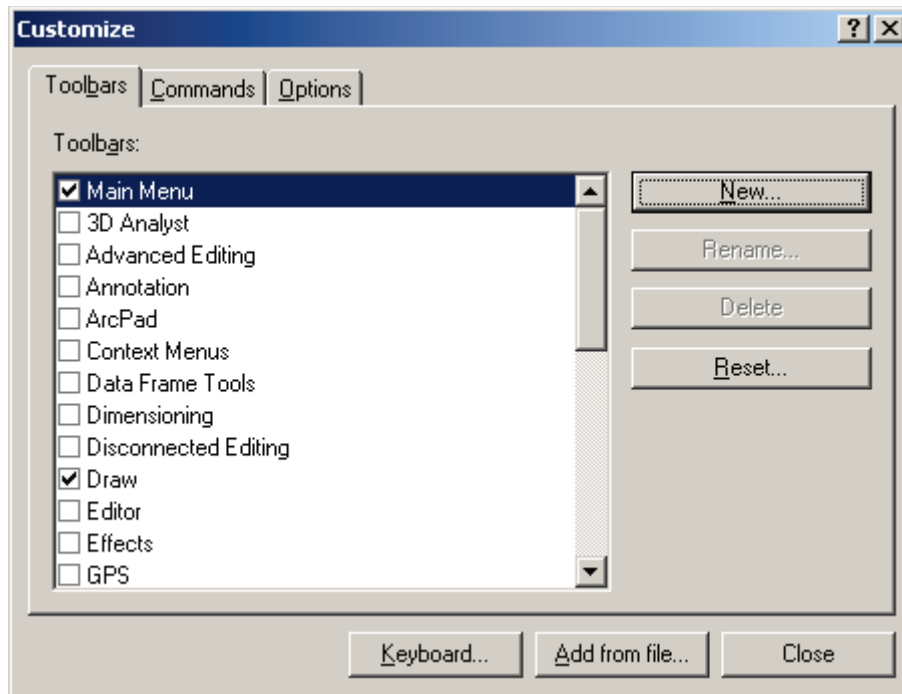 Customize
Toolbars Commands Options
Toolbars:
Main Menu
3D Analyst
Advanced Editing
Annotation
ArcPad
Context Menus
Data Frame Tools
Dimensioning
Disconnected Editing
Draw
Editor
Effects
GPS
New...
Rename...
Delete
Reset...
Keyboard... Add from file... Close